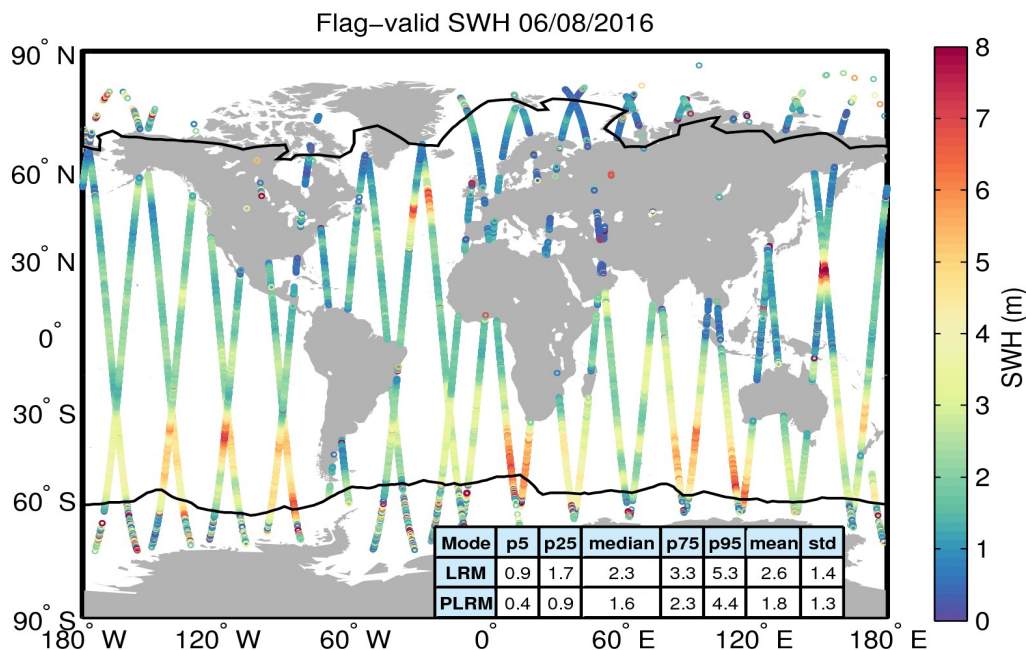 Flag−valid SWH 06/08/2016
90° N
60° N
30° N
0°
30° S
60° S
90° S
180° W 120° W 60° W 0° 60° E 120° E 180° E
Mode p5 p25 median p75 p95 mean std
LRM 0.9 1.7 2.3 3.3 5.3 2.6 1.4
PLRM 0.4 0.9 1.6 2.3 4.4 1.8 1.3
8
7
6
5
4
3
2
1
0
SWH (m)